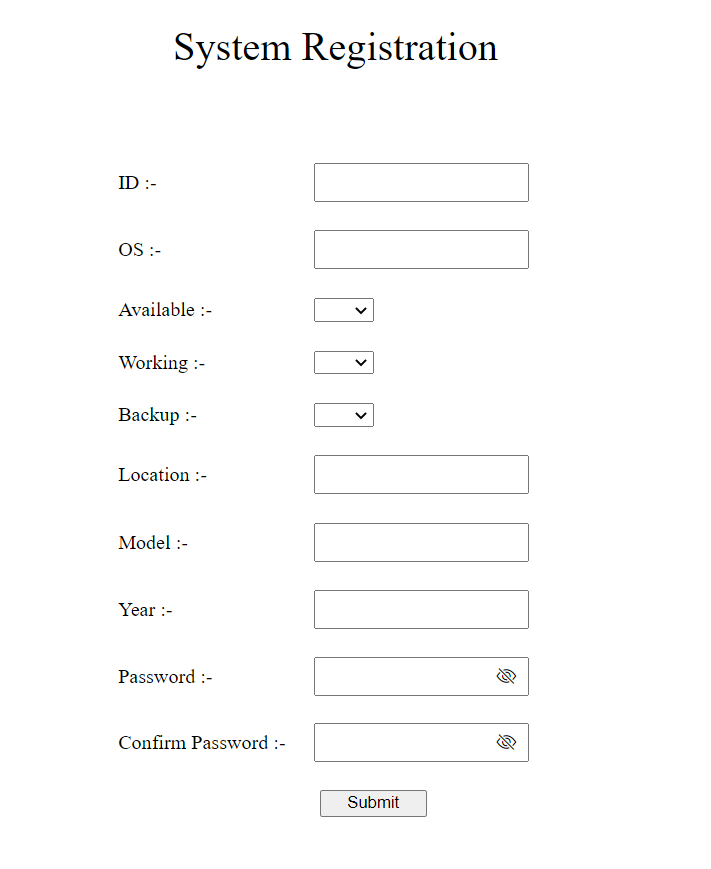 System Registration
ID :-
OS :-
Available :-
Working :-
Backup :-
Location :-
Model :-
Year :-
Password :-
Confirm Password :-
Submit